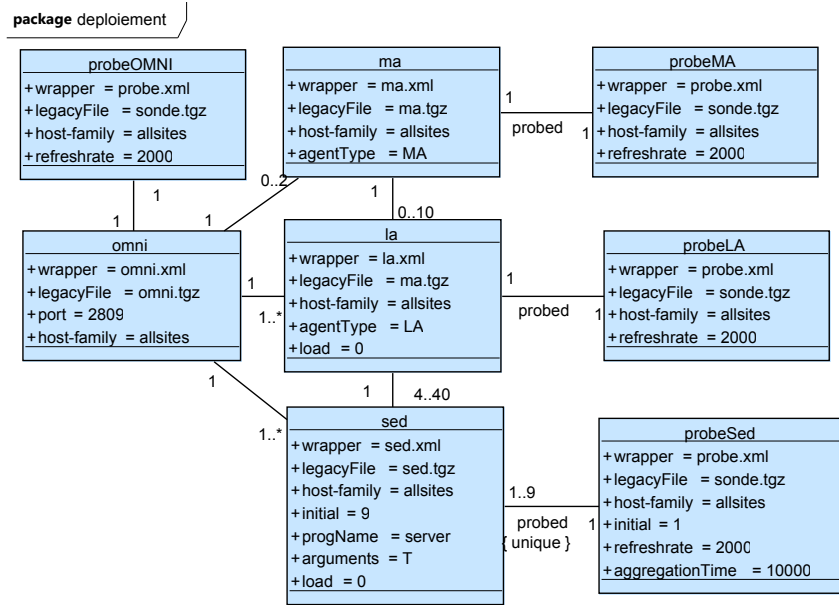 package deploiement
probeOMNI
+wrapper = probe.xml
+legacyFile = sonde.tgz
+host-family = allsites
+refreshrate = 2000
ma
+wrapper = ma.xml
+legacyFile = ma.tgz
+host-family = allsites
+agentType = MA
probeMA
+wrapper = probe.xml
+legacyFile = sonde.tgz
+host-family = allsites
+refreshrate = 2000
1
probed
1
1
1
0..2
1
1
0..10
omni
+wrapper = omni.xml
+legacyFile = omni.tgz
+port = 2809
+host-family = allsites
1
1..*
la
+wrapper = la.xml
+legacyFile = ma.tgz
+host-family = allsites
+agentType = LA
+load = 0
1
probed
1
probeLA
+wrapper = probe.xml
+legacyFile = sonde.tgz
+host-family = allsites
+refreshrate = 2000
1
1..*
1
4..40
sed
+wrapper = sed.xml
+legacyFile = sed.tgz
+host-family = allsites
+initial = 9
+progName = server
+arguments = T
+load = 0
1..9
probed
{ unique }
1
probeSed
+wrapper = probe.xml
+legacyFile = sonde.tgz
+host-family = allsites
+initial = 1
+refreshrate = 2000
+aggregationTime = 10000